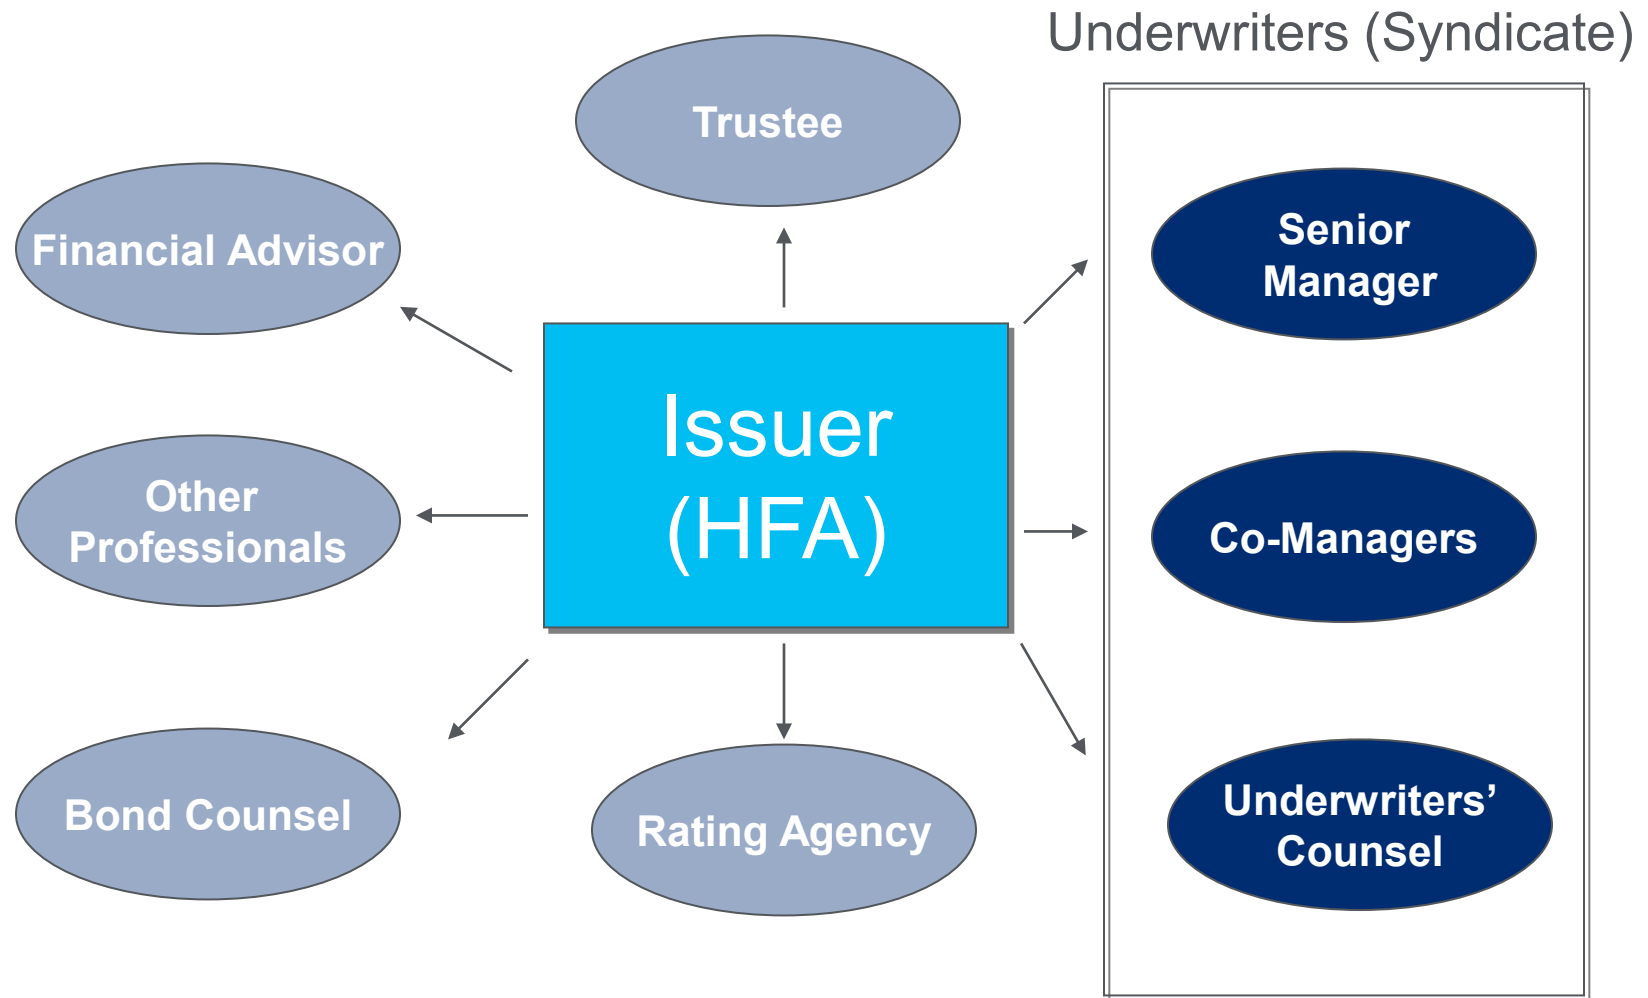 Underwriters (Syndicate)
Trustee
Financial Advisor
Senior
Manager
Issuer
(HFA)
Other
Professionals
Co-Managers
Bond Counsel
Rating Agency
Underwriters’
Counsel